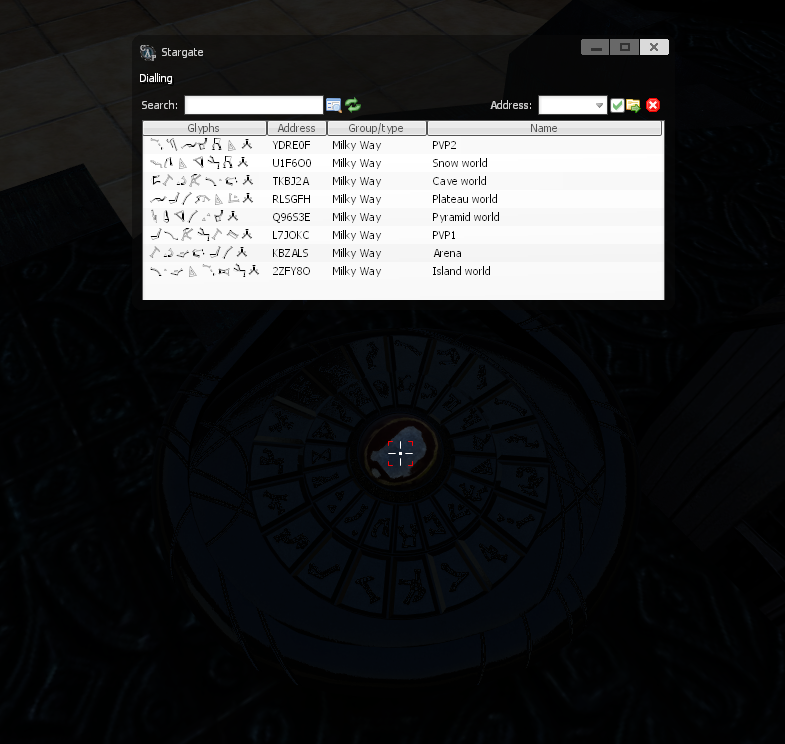 Stargate
Dialling
Search: Address:
Glyphs Address Group/type Name
YDRE0F Milky Way PVP2
U1F6O0 Milky Way Snow world
TKBJ2A Milky Way Cave world
RLSGFH Milky Way Plateau world
Q96S3E Milky Way Pyramid world
L7JOKC Milky Way PVP1
KBZALS Milky Way Arena
2ZFY8O Milky Way Island world